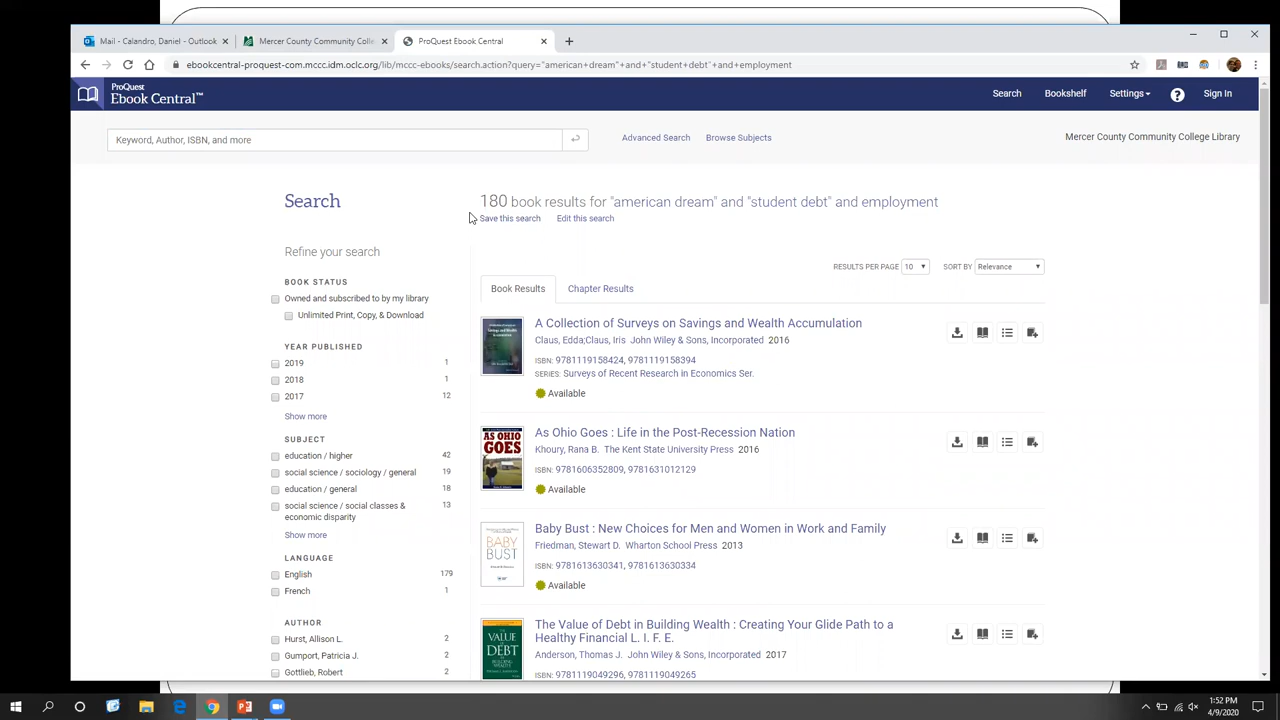 Mail - Calandro, Daniel - Outlook
Mercer County Community Colle
ProQuest Ebook Central
ebookcentral-proquest-com.mccc.idm.oclc.org/lib/mccc-ebooks/search.action?query="american+dream"+and+"student+debt"+and+employment
ProQuest
Ebook Central™
Search
Bookshelf
Settings
?
Sign In
Keyword, Author, ISBN, and more
Advanced Search
Browse Subjects
Mercer County Community College Library
Search
180 book results for "american dream" and "student debt" and employment
Save this search
Edit this search
Refine your search
RESULTS PER PAGE 10
SORT BY Relevance
BOOK STATUS
Owned and subscribed to by my library
Unlimited Print, Copy, & Download
YEAR PUBLISHED
2019 1
2018 1
2017 12
Show more
SUBJECT
education / higher 42
social science / sociology / general 19
education / general 18
social science / social classes & 13
economic disparity
Show more
LANGUAGE
English 179
French 1
AUTHOR
Hurst, Allison L. 2
Gumport, Patricia J. 2
Gottlieb, Robert 2
Book Results
Chapter Results
A Collection of Surveys on Savings and Wealth Accumulation
Claus, Edda;Claus, Iris John Wiley & Sons, Incorporated 2016
ISBN: 9781119158424, 9781119158394
SERIES: Surveys of Recent Research in Economics Ser.
Available
AS OHIO
GOES
As Ohio Goes : Life in the Post-Recession Nation
Khoury, Rana B. The Kent State University Press 2016
ISBN: 9781606352809, 9781631012129
Available
BABY
BUST
Baby Bust : New Choices for Men and Women in Work and Family
Friedman, Stewart D. Wharton School Press 2013
ISBN: 9781613630341, 9781613630334
Available
THE
VALUE
OF
DEBT
The Value of Debt in Building Wealth : Creating Your Glide Path to a
Healthy Financial L. I. F. E.
Anderson, Thomas J. John Wiley & Sons, Incorporated 2017
ISBN: 9781119049296, 9781119049265
1:52 PM
4/9/2020